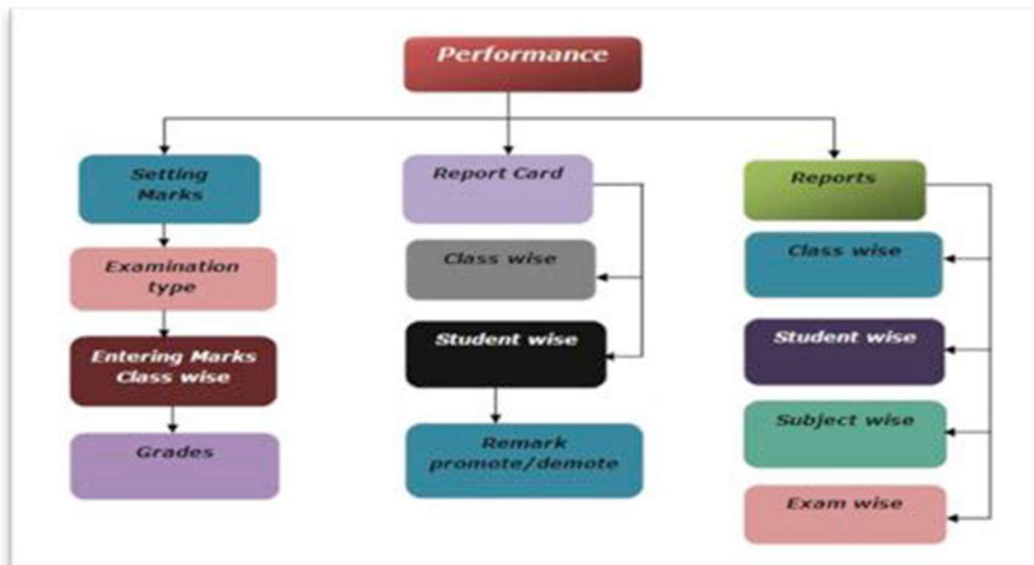 Performance
Setting
Marks
Examination
type
Entering Marks
Class wise
Grades
Report Card
Class wise
Student wise
Remark
promote/demote
Reports
Class wise
Student wise
Subject wise
Exam wise